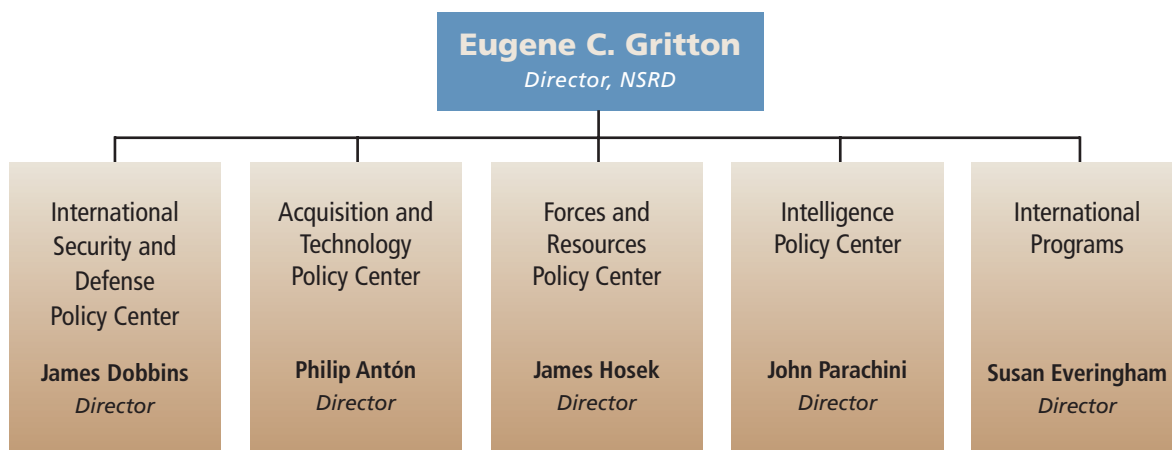 Eugene C. Gritton
Director, NSRD
International
Security and
Defense
Policy Center
James Dobbins
Director
Acquisition and
Technology
Policy Center
Philip Antón
Director
Forces and
Resources
Policy Center
James Hosek
Director
Intelligence
Policy Center
John Parachini
Director
International
Programs
Susan Everingham
Director